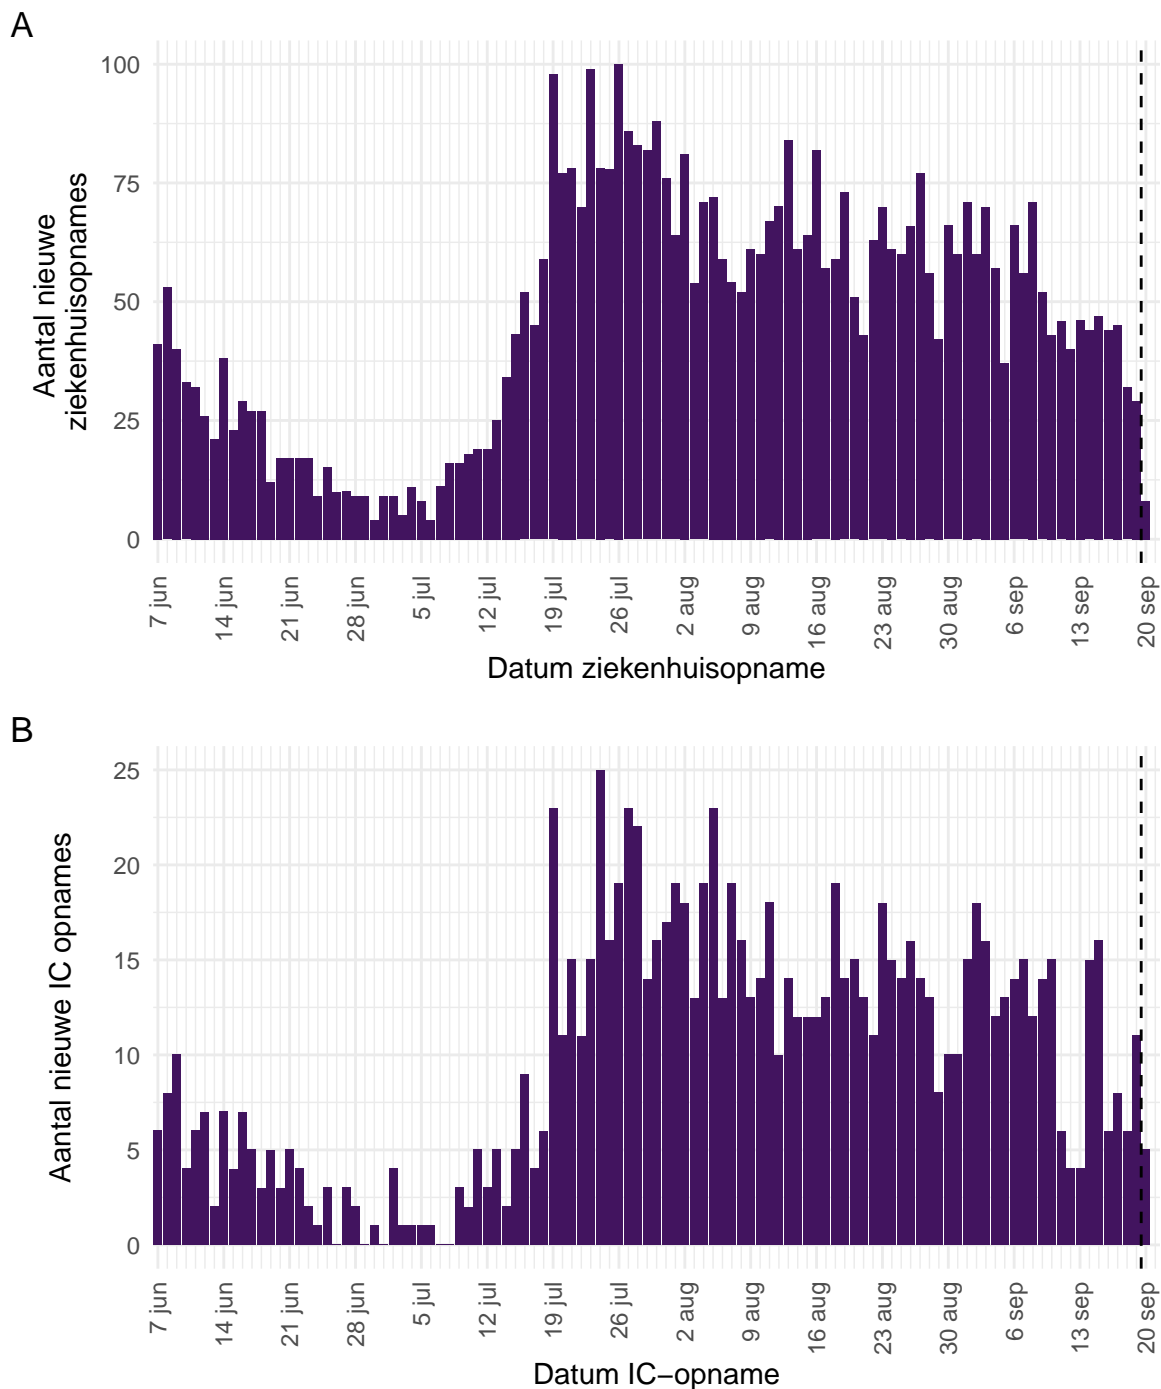 A
100
75
50
25
0
Aantal nieuwe
ziekenhuisopnames
7 jun
14 jun
21 jun
28 jun
5 jul
12 jul
19 jul
26 jul
2 aug
9 aug
16 aug
23 aug
30 aug
6 sep
13 sep
20 sep
Datum ziekenhuisopname
B
25
20
15
10
5
0
Aantal nieuwe IC opnames
7 jun
14 jun
21 jun
28 jun
5 jul
12 jul
19 jul
26 jul
2 aug
9 aug
16 aug
23 aug
30 aug
6 sep
13 sep
20 sep
Datum IC−opname